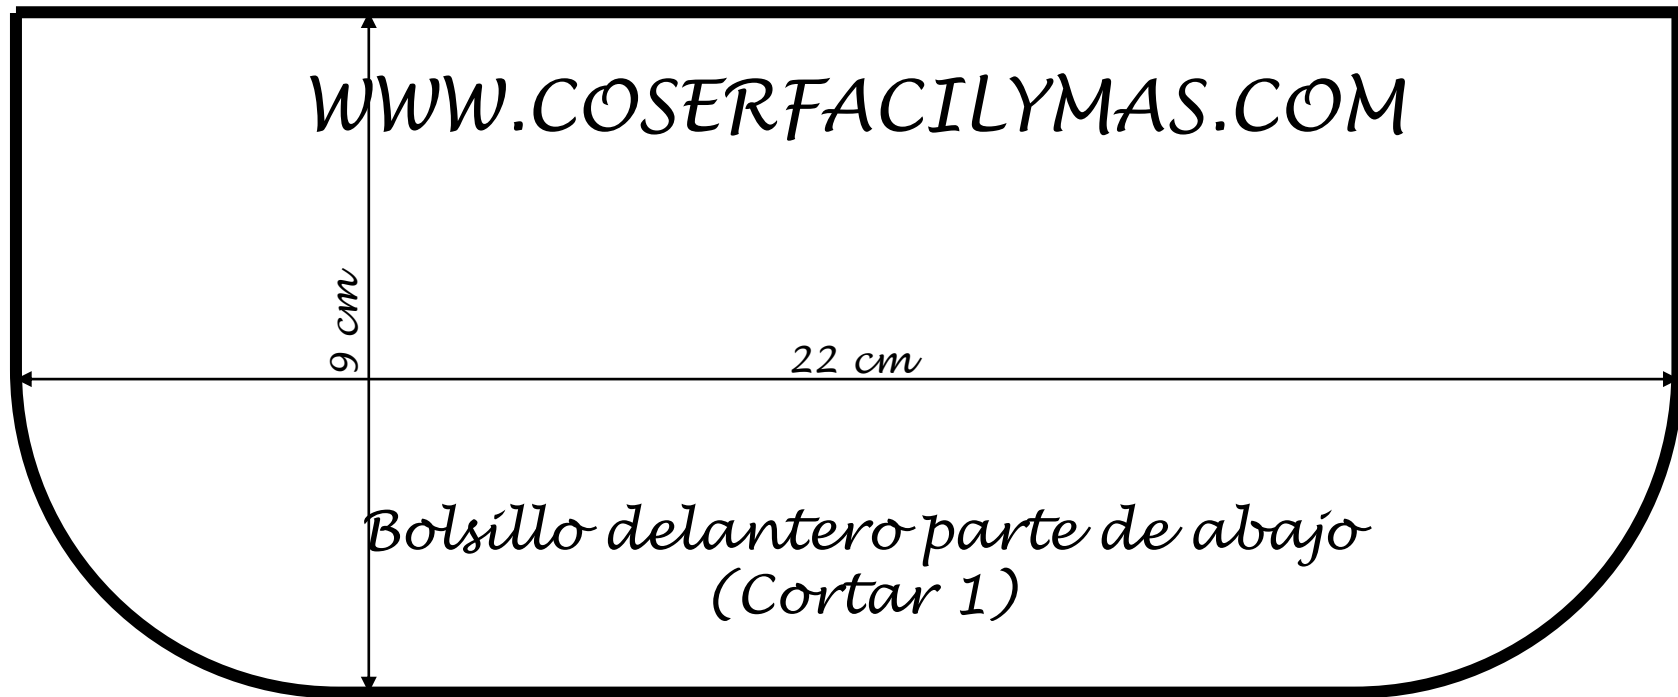 WWW.COSERFACILYMAS.COM
9 cm
22 cm
Bolsillo delantero parte de abajo
(Cortar 1)